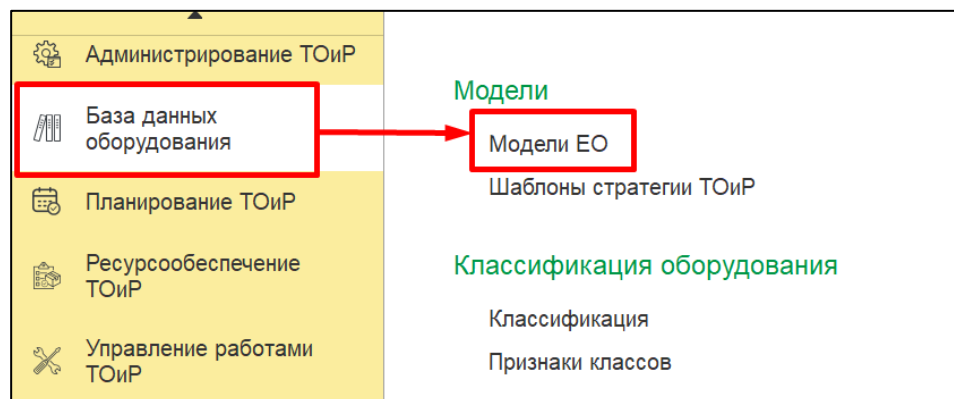 Администрирование ТОиР
База данных
оборудования
Планирование ТОиР
Ресурсообеспечение
ТОиР
Управление работами
ТОиР
Модели
Модели ЕО
Шаблоны стратегии ТОиР
Классификация оборудования
Классификация
Признаки классов